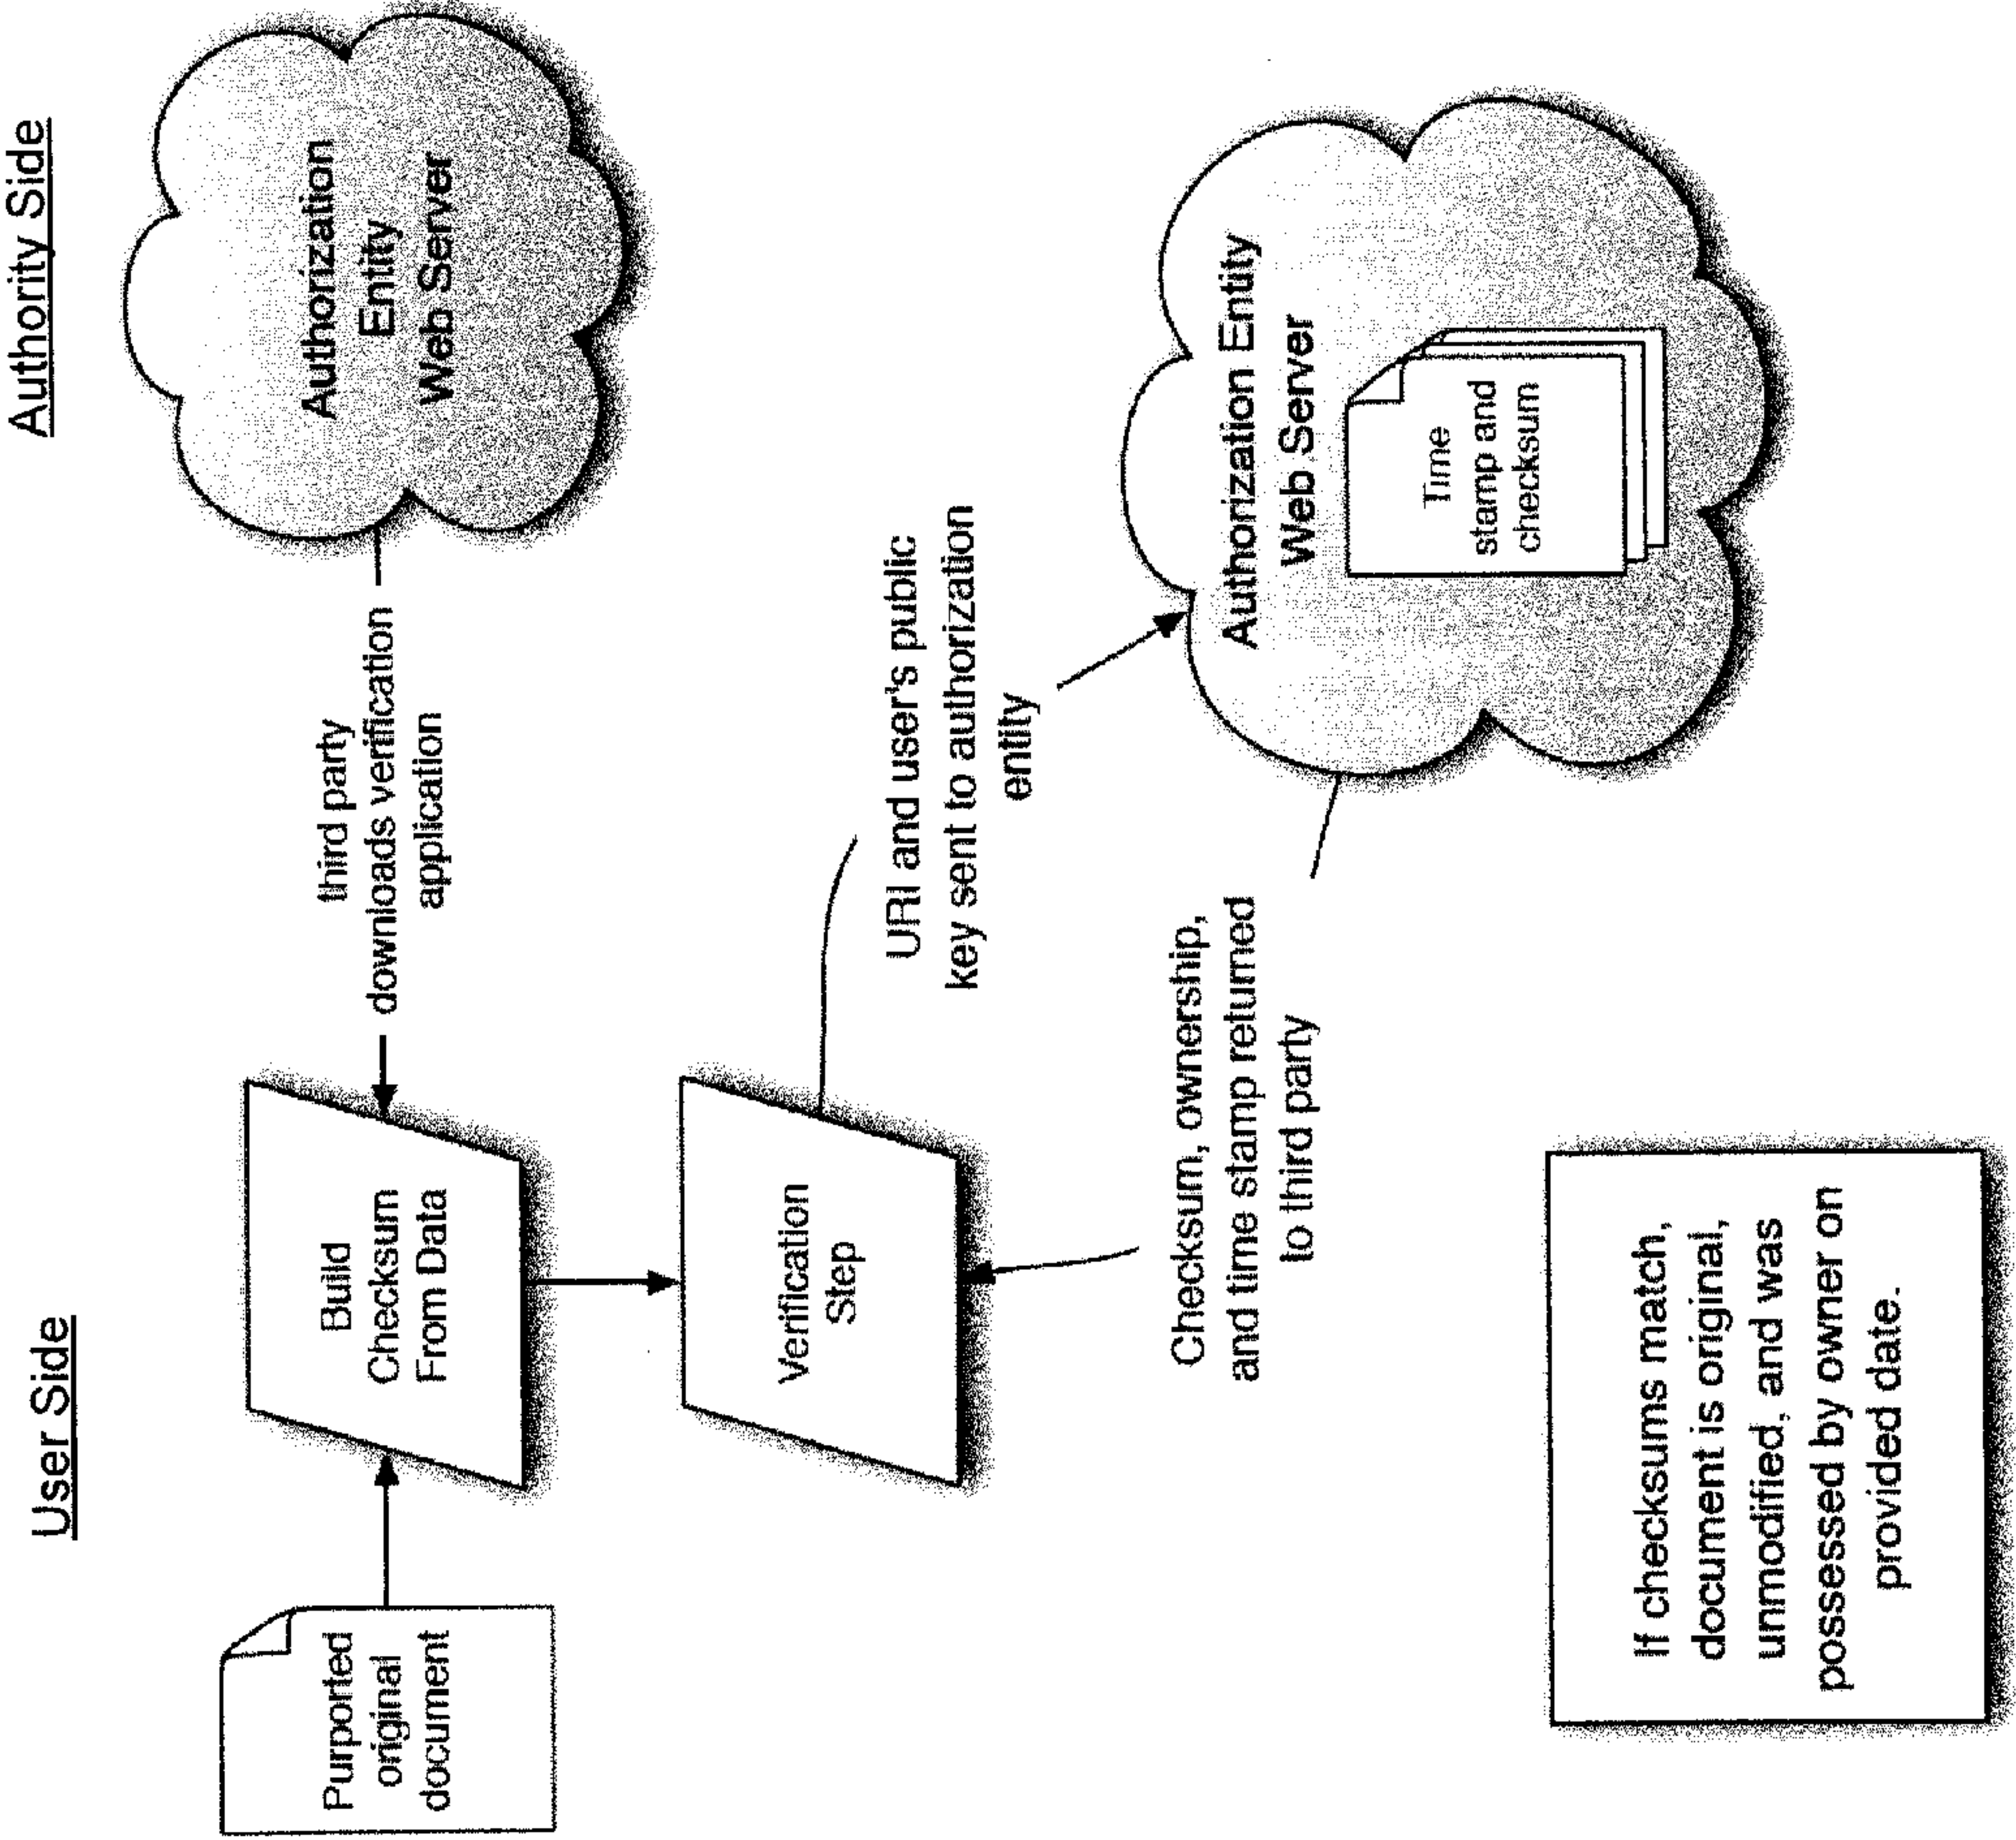 User Side
Authority Side
Purported
original
document
Build
Checksum
From Data
third party
downloads verification
application
Authorization
Entity
Web Server
Verification
Step
URI and user's public
key sent to authorization
entity
Checksum, ownership,
and time stamp returned
to third party
Authorization Entity
Web Server
Time
stamp and
checksum
If checksums match,
document is original,
unmodified, and was
possessed by owner on
provided date.